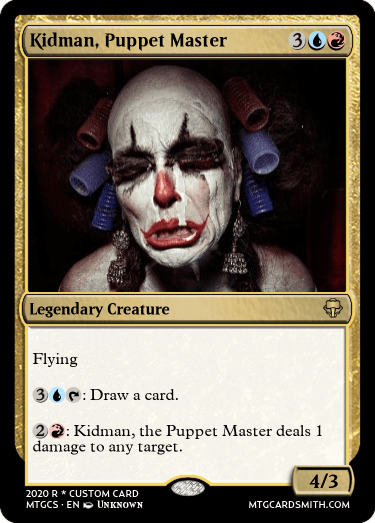 Kidman, Puppet Master 3
Legendary Creature
Flying
3: Draw a card.
2: Kidman, the Puppet Master deals 1
damage to any target.
4/3
2020 R * CUSTOM CARD
MTGCS · EN UNKNOWN
MTGCARDSMITH.COM